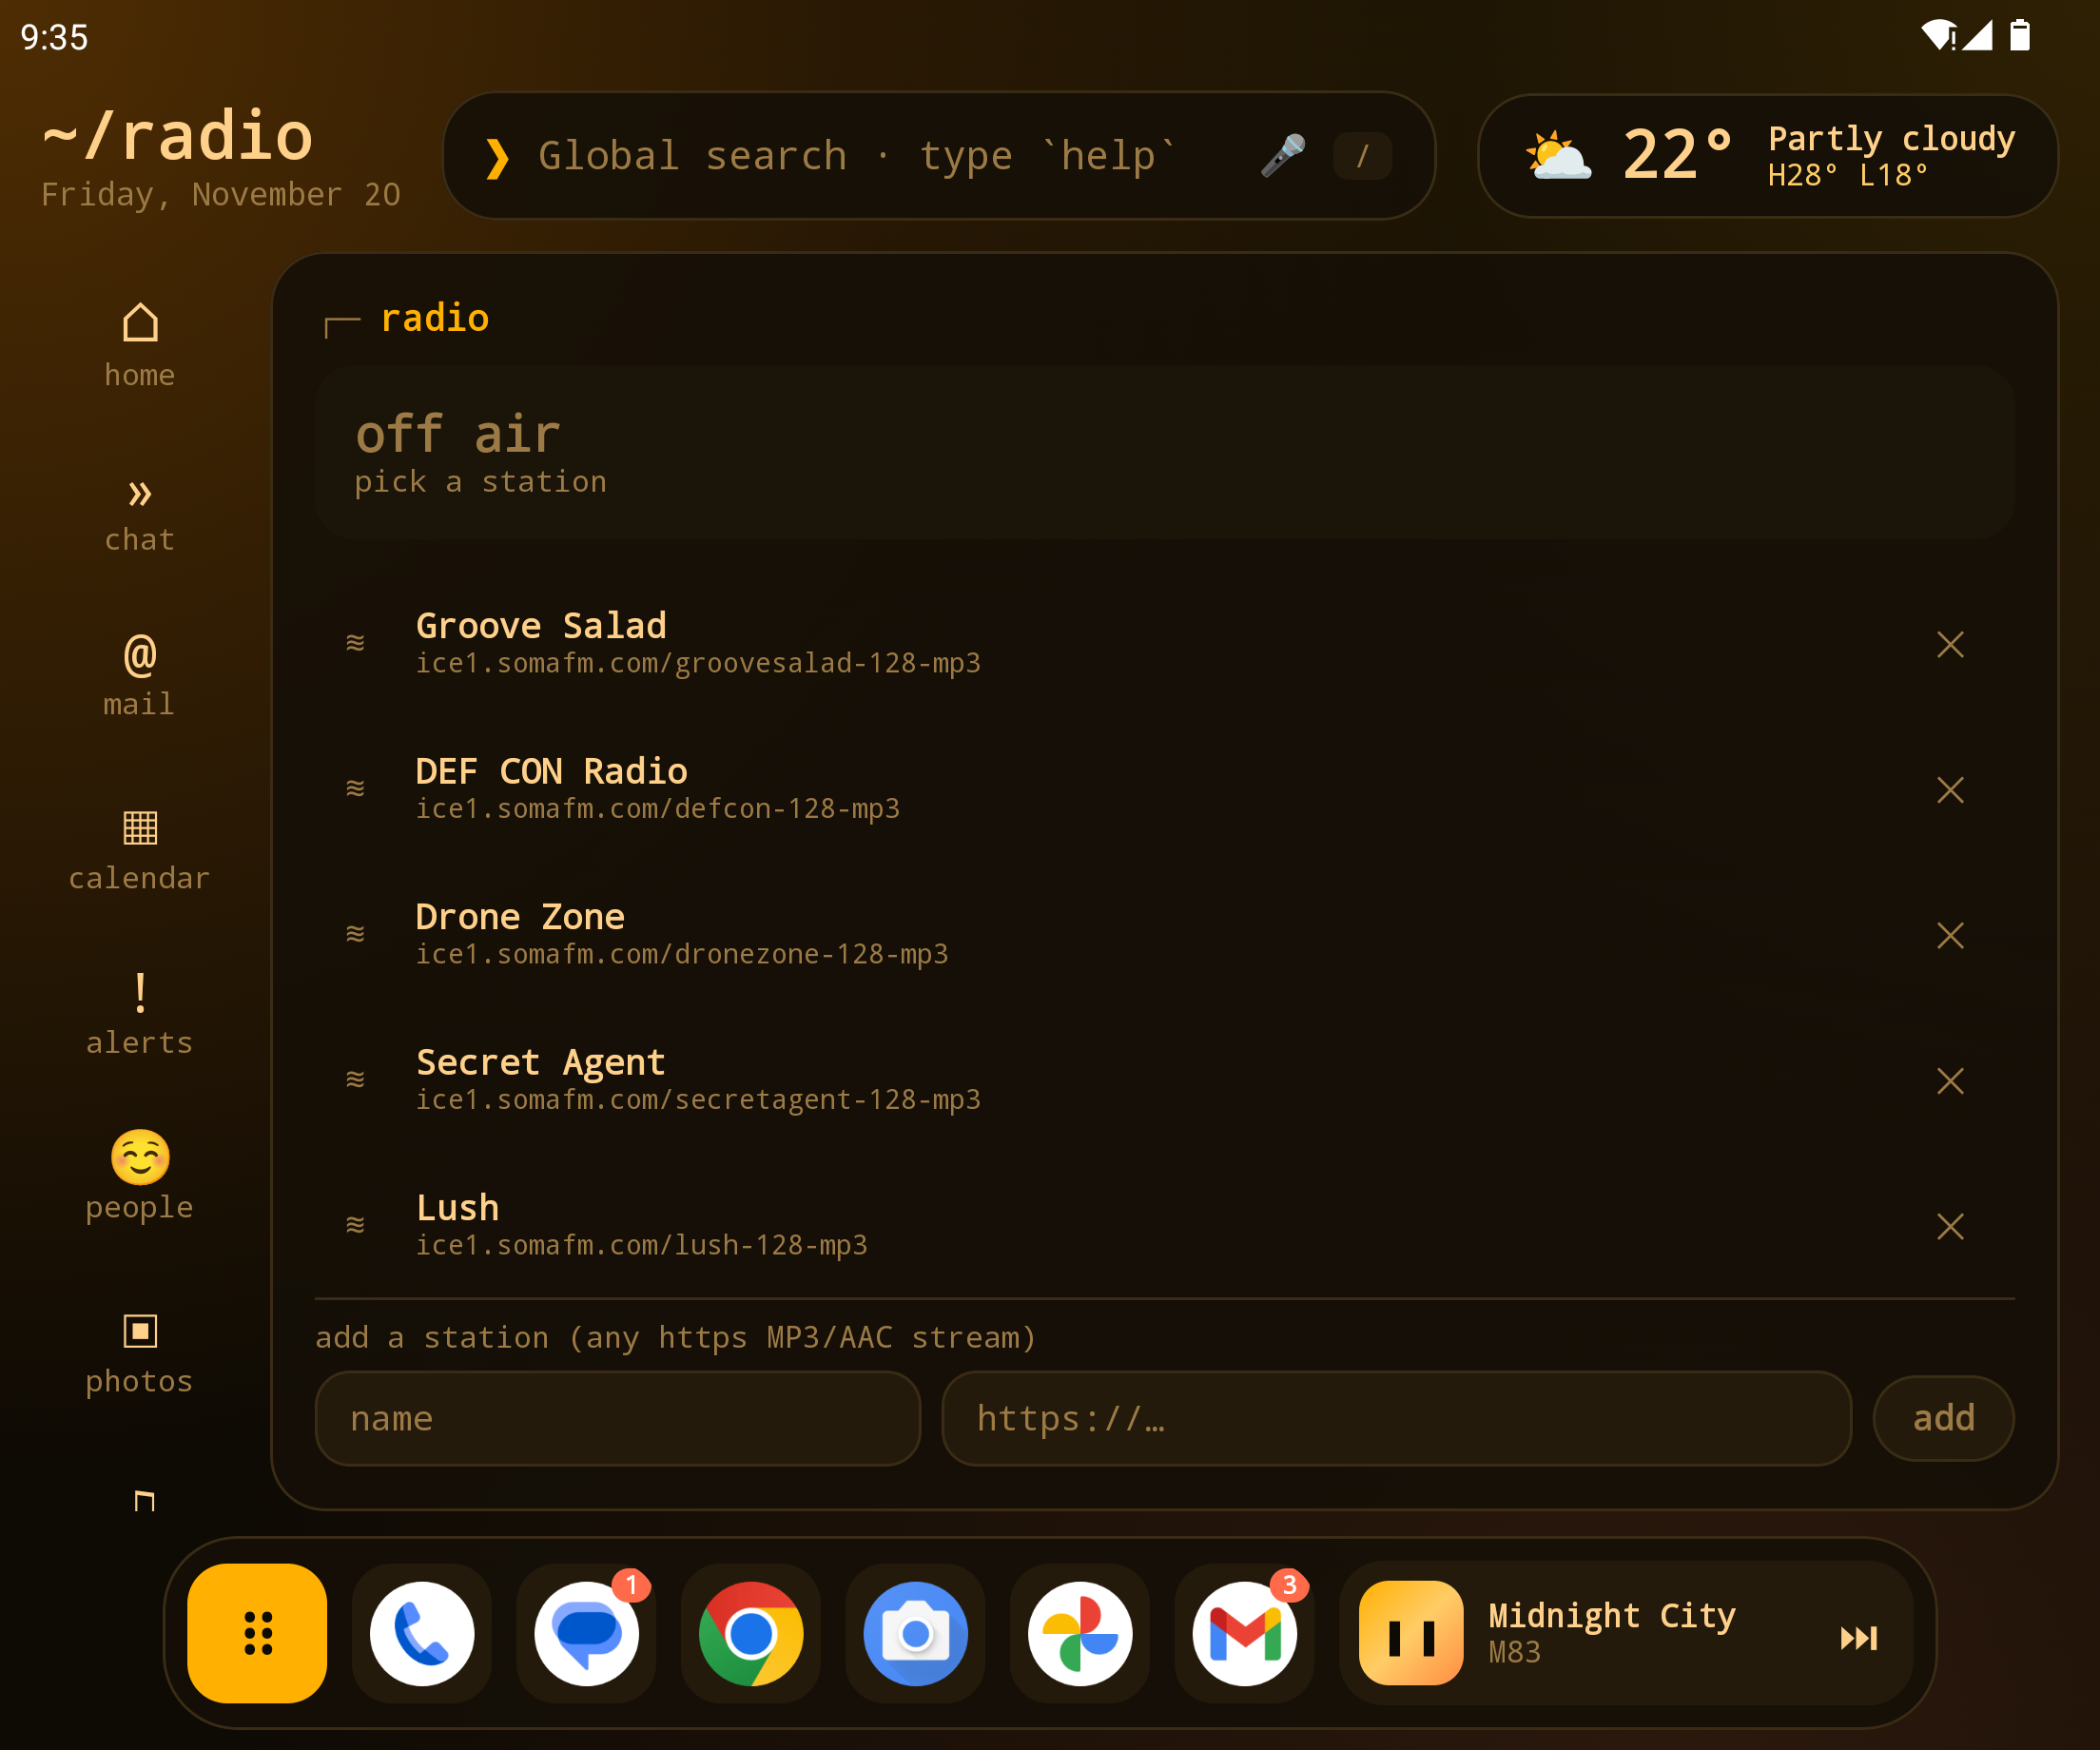 9:35
~/radio
Friday, November 20
❯ Global search · type `help`
/
22°
Partly cloudy
H28° L18°
home
» chat
@ mail
calendar
! alerts
people
photos
┌─ radio
off air
pick a station
≋ Groove Salad
ice1.somafm.com/groovesalad-128-mp3
≋ DEF CON Radio
ice1.somafm.com/defcon-128-mp3
≋ Drone Zone
ice1.somafm.com/dronezone-128-mp3
≋ Secret Agent
ice1.somafm.com/secretagent-128-mp3
≋ Lush
ice1.somafm.com/lush-128-mp3
add a station (any https MP3/AAC stream)
name
https://…
add
1
3
Midnight City
M83